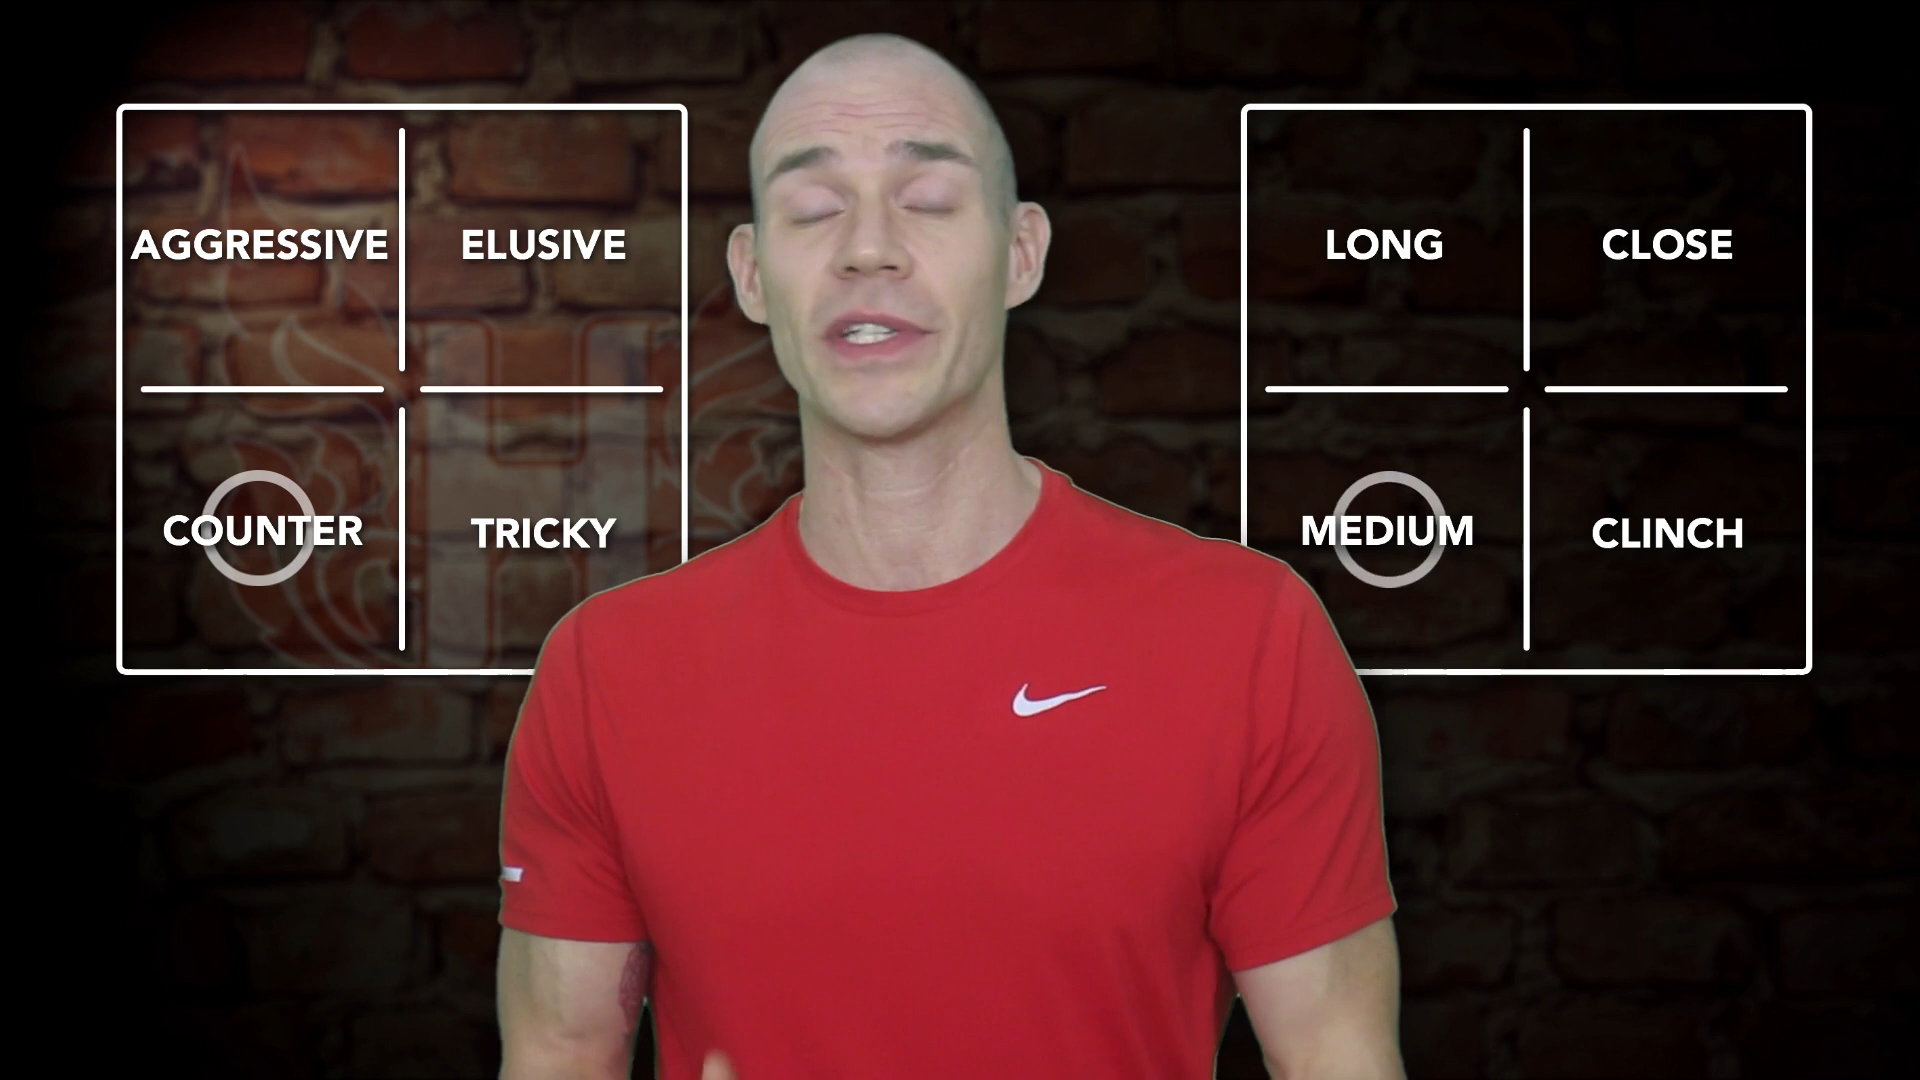 AGGRESSIVE
ELUSIVE
COUNTER
TRICKY
LONG
CLOSE
MEDIUM
CLINCH
H